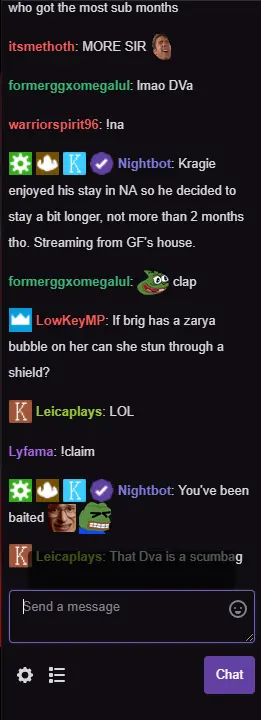 who got the most sub months
itsmethoth: MORE SIR
formerggxomegalul: lmao DVa
warriorspirit96: !na
Nightbot: Kragie
enjoyed his stay in NA so he decided to
stay a bit longer, not more than 2 months
tho. Streaming from GF's house.
formerggxomegalul: clap
LowKeyMP: If brig has a zarya
bubble on her can she stun through a
shield?
K Leicaplays: LOL
Lyfama: !claim
K Nightbot: You've been
baited
K Leicaplays: That Dva is a scumbag
Send a message
Chat